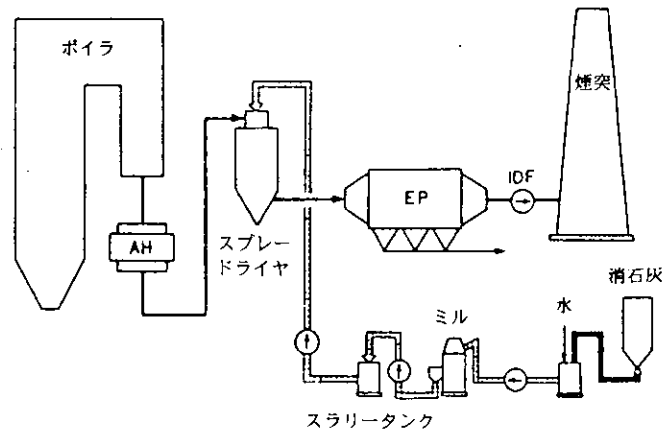 ボイラ
煙突
IDF
EP
AH
スプレー
ドライヤ
消石灰
水
ミル
スラリータンク